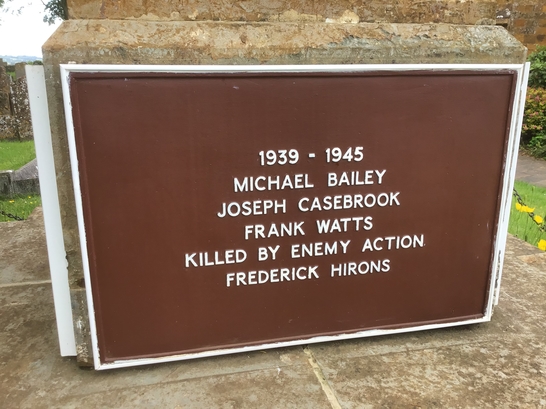 1939 - 1945
MICHAEL BAILEY
JOSEPH CASEBROOK
FRANK WATTS
KILLED BY ENEMY ACTION
FREDERICK HIRONS